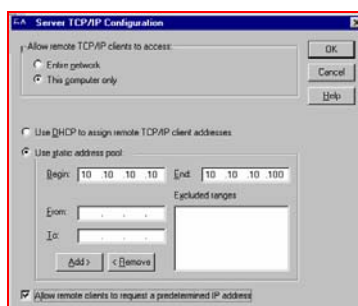 Server TCP/IP Configuration
Allow remote TCP/IP clients to access:
Entire network
This computer only
OK
Cancel
Help
Use DHCP to assign remote TCP/IP client addresses
Use static address pool:
Begin: 10 .10 .10 .10 End: 10 .10 .10 .100
Excluded ranges
From: . . .
To: . . .
Add > < Remove
Allow remote clients to request a predetermined IP address